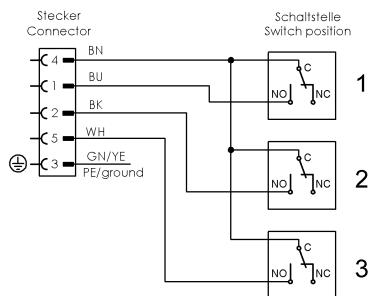 Stecker
Connector
Schaltstelle
Switch position
4 BN
1 BU
2 BK
5 WH
3 GN/YE
PE/ground
C
NO NC
1
C
NO NC
2
C
NO NC
3